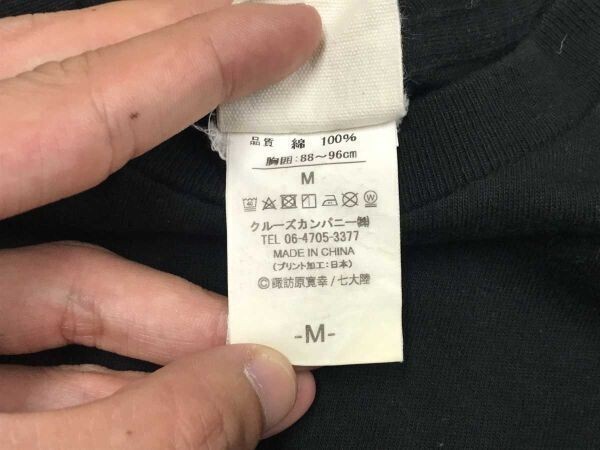 品質 綿 100%
胸囲:88〜96cm
M
クルーズカンパニー㈱
TEL 06-4705-3377
MADE IN CHINA
(プリント加工:日本)
©諏訪原寛幸/七大陸
-M-